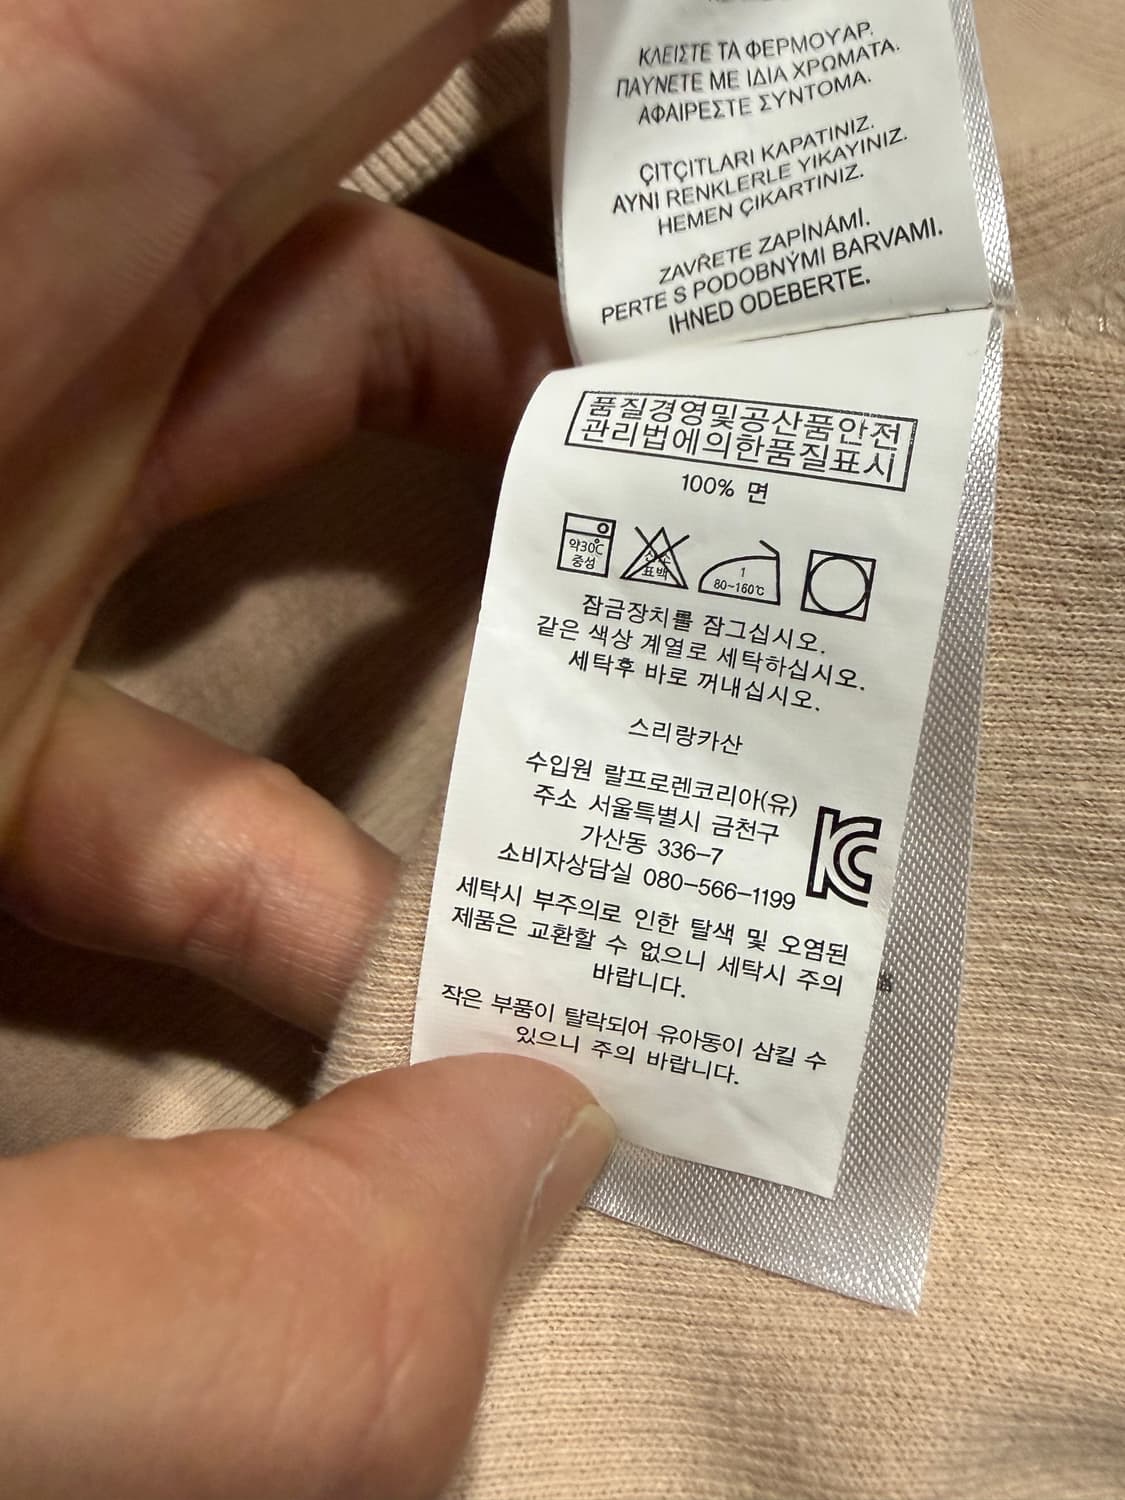 ΚΛΕΙΣΤΕ ΤΑ ΦΕΡΜΟΥΑΡ.
ΠΛΥΝΕΤΕ ΜΕ ΙΔΙΑ ΧΡΩΜΑΤΑ.
ΑΦΑΙΡΕΣΤΕ ΣΥΝΤΟΜΑ.
ÇITÇITLARI KAPATINIZ.
AYNI RENKLERLE YIKAYINIZ.
HEMEN ÇIKARTINIZ.
ZAVŘETE ZAPÍNÁMÍ.
PERTE S PODOBNÝMI BARVAMI.
IHNED ODEBERTE.
품질경영및공산품안전
관리법에의한품질표시
100% 면
약30℃
중성
산소
표백
1
80~160℃
잠금장치를 잠그십시오.
같은 색상 계열로 세탁하십시오.
세탁후 바로 꺼내십시오.
스리랑카산
수입원 랄프로렌코리아(유)
주소 서울특별시 금천구
가산동 336–7
소비자상담실 080–566–1199
세탁시 부주의로 인한 탈색 및 오염된
제품은 교환할 수 없으니 세탁시 주의
바랍니다.
작은 부품이 탈락되어 유아동이 삼킬 수
있으니 주의 바랍니다.